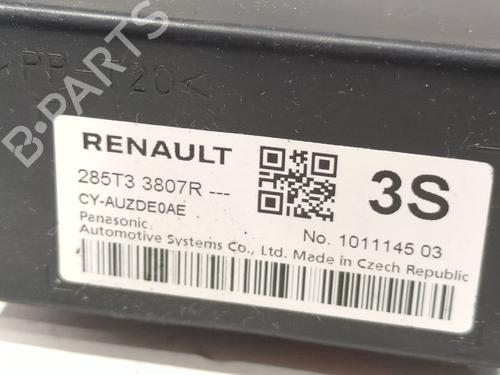 >PP-T20<
B-PARTS
RENAULT
285T3 3807R ---
CY-AUZDE0AE
3S
Panasonic
No. 1011145 03
Automotive Systems Co., Ltd. Made in Czech Republic